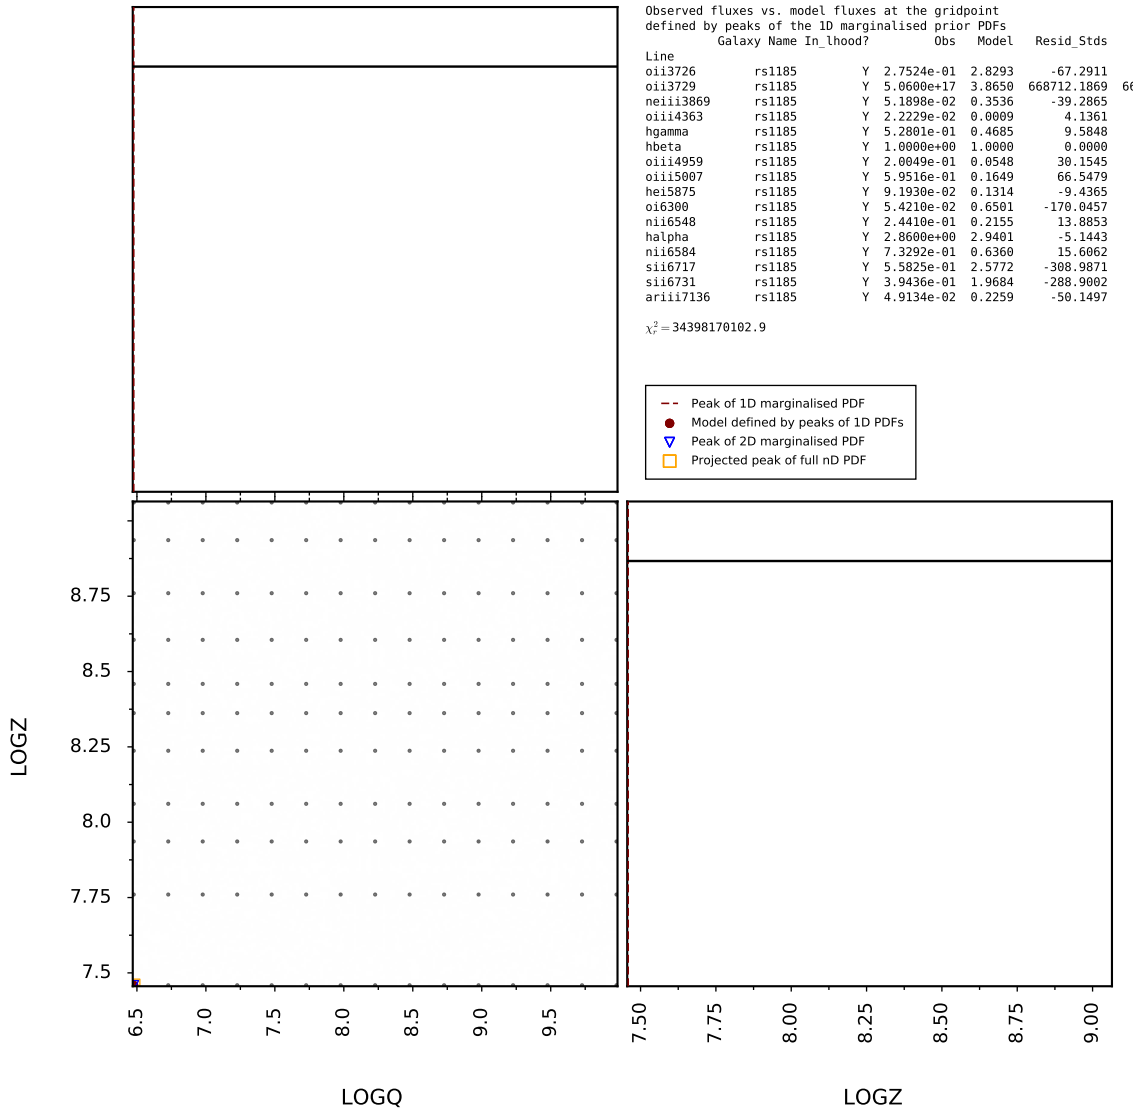 Observed fluxes vs. model fluxes at the gridpoint
defined by peaks of the 1D marginalised prior PDFs
Galaxy Name In_lhood? Obs Model Resid_Stds
Line
oii3726 rs1185 Y 2.7524e-01 2.8293 -67.2911
oii3729 rs1185 Y 5.0600e+17 3.8650 668712.1869 66
neiii3869 rs1185 Y 5.1898e-02 0.3536 -39.2865
oiii4363 rs1185 Y 2.2229e-02 0.0009 4.1361
hgamma rs1185 Y 5.2801e-01 0.4685 9.5848
hbeta rs1185 Y 1.0000e+00 1.0000 0.0000
oiii4959 rs1185 Y 2.0049e-01 0.0548 30.1545
oiii5007 rs1185 Y 5.9516e-01 0.1649 66.5479
hei5875 rs1185 Y 9.1930e-02 0.1314 -9.4365
oi6300 rs1185 Y 5.4210e-02 0.6501 -170.0457
nii6548 rs1185 Y 2.4410e-01 0.2155 13.8853
halpha rs1185 Y 2.8600e+00 2.9401 -5.1443
nii6584 rs1185 Y 7.3292e-01 0.6360 15.6062
sii6717 rs1185 Y 5.5825e-01 2.5772 -308.9871
sii6731 rs1185 Y 3.9436e-01 1.9684 -288.9002
ariii7136 rs1185 Y 4.9134e-02 0.2259 -50.1497
χ²ᵣ = 34398170102.9
Peak of 1D marginalised PDF
Model defined by peaks of 1D PDFs
Peak of 2D marginalised PDF
Projected peak of full nD PDF
8.75
8.5
8.25
8.0
7.75
7.5
LOGZ
6.5 7.0 7.5 8.0 8.5 9.0 9.5
LOGQ
7.50 7.75 8.00 8.25 8.50 8.75 9.00
LOGZ